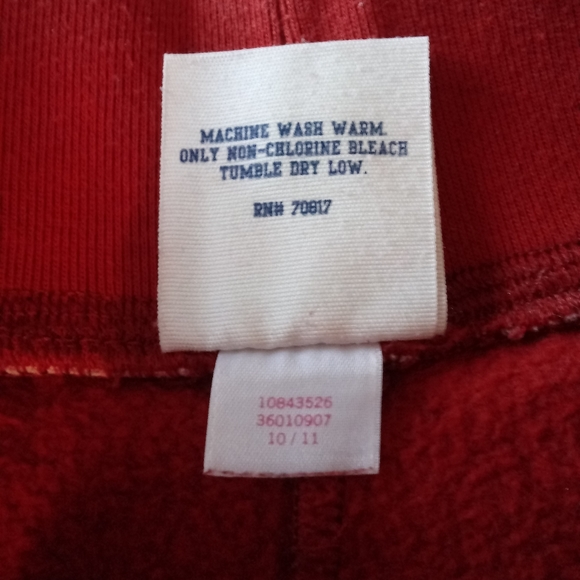 MACHINE WASH WARM.
ONLY NON-CHLORINE BLEACH
TUMBLE DRY LOW.
RN# 70817
10843526
36010907
10/11